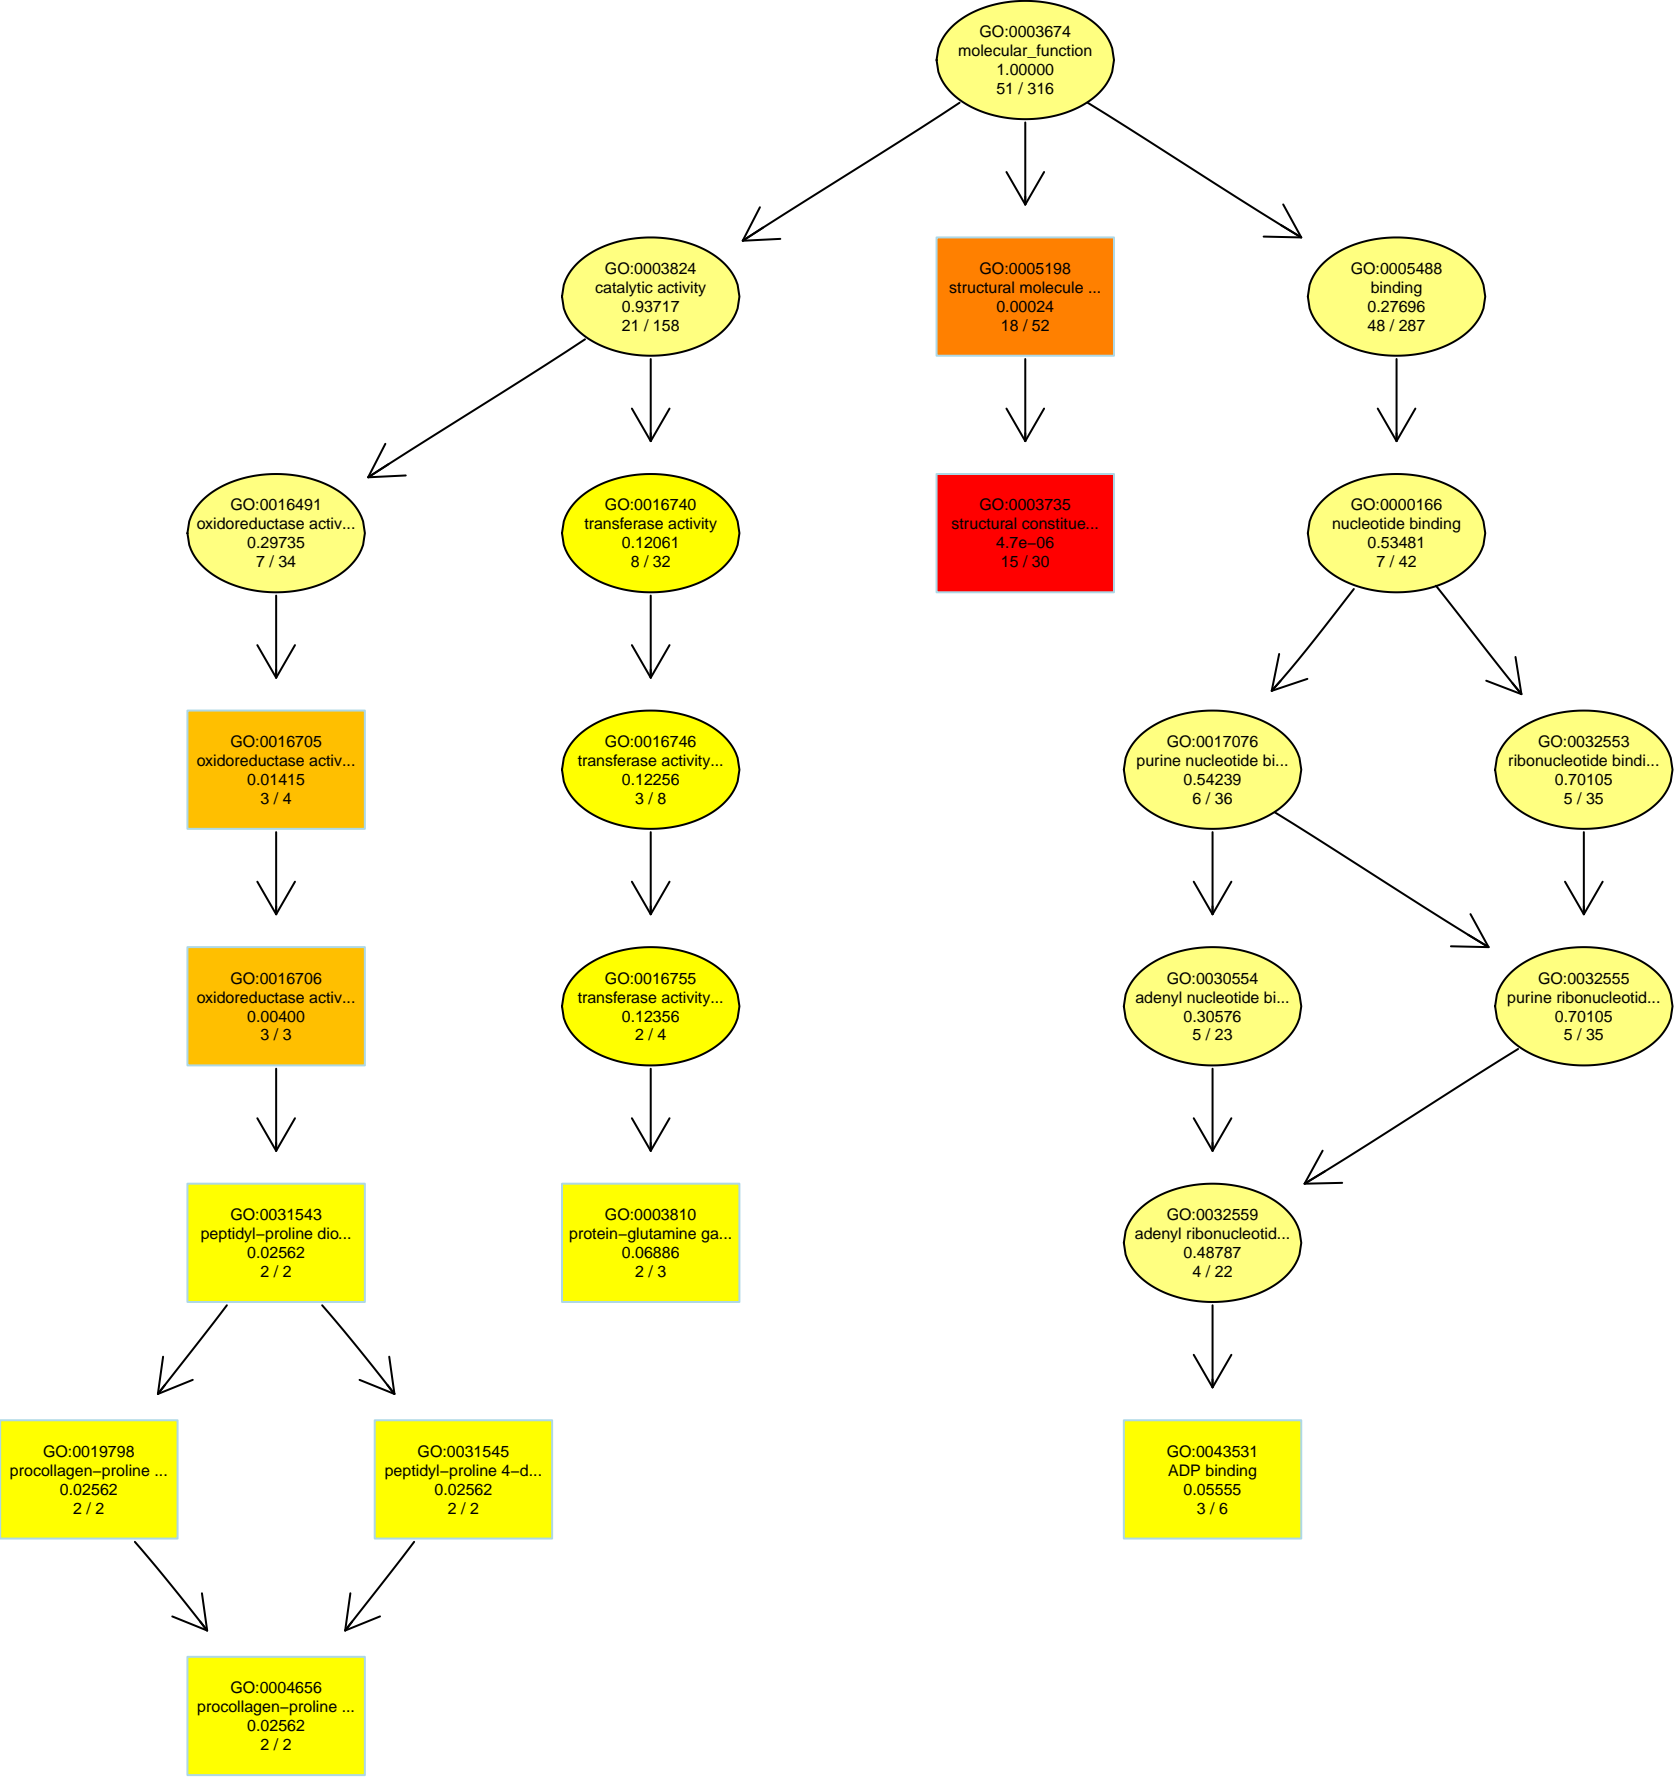 GO:0003674
molecular_function
1.00000
51 / 316
GO:0003824
catalytic activity
0.93717
21 / 158
GO:0005198
structural molecule ...
0.00024
18 / 52
GO:0005488
binding
0.27696
48 / 287
GO:0016491
oxidoreductase activ...
0.29735
7 / 34
GO:0016740
transferase activity
0.12061
8 / 32
GO:0003735
structural constitue...
4.7e−06
15 / 30
GO:0000166
nucleotide binding
0.53481
7 / 42
GO:0016705
oxidoreductase activ...
0.01415
3 / 4
GO:0016746
transferase activity...
0.12256
3 / 8
GO:0017076
purine nucleotide bi...
0.54239
6 / 36
GO:0032553
ribonucleotide bindi...
0.70105
5 / 35
GO:0016706
oxidoreductase activ...
0.00400
3 / 3
GO:0016755
transferase activity...
0.12356
2 / 4
GO:0030554
adenyl nucleotide bi...
0.30576
5 / 23
GO:0032555
purine ribonucleotid...
0.70105
5 / 35
GO:0031543
peptidyl−proline dio...
0.02562
2 / 2
GO:0003810
protein−glutamine ga...
0.06886
2 / 3
GO:0032559
adenyl ribonucleotid...
0.48787
4 / 22
GO:0019798
procollagen−proline ...
0.02562
2 / 2
GO:0031545
peptidyl−proline 4−d...
0.02562
2 / 2
GO:0043531
ADP binding
0.05555
3 / 6
GO:0004656
procollagen−proline ...
0.02562
2 / 2